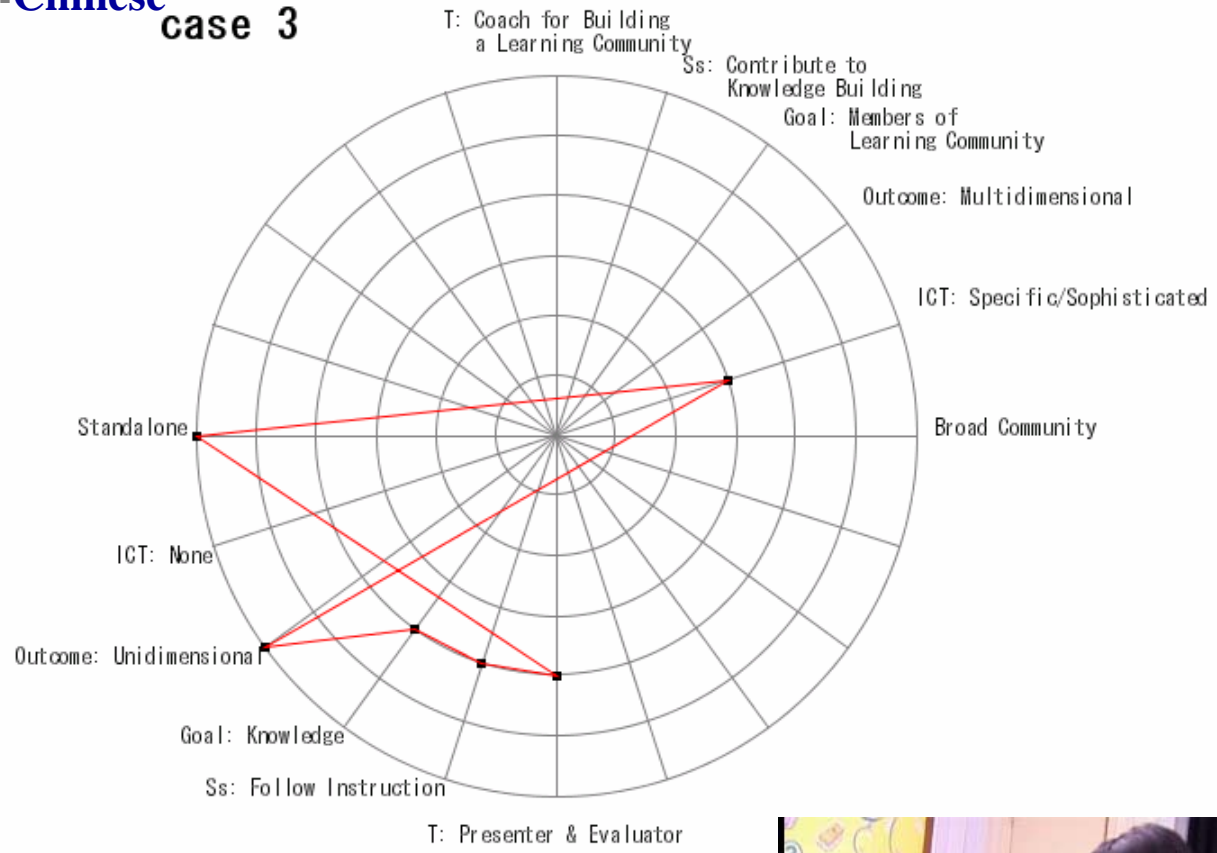 -Chinese
case 3
T: Coach for Building
a Learning Community
Ss: Contribute to
Knowledge Building
Goal: Members of
Learning Community
Outcome: Multidimensional
ICT: Specific/Sophisticated
Standalone
Broad Community
ICT: None
Outcome: Unidimensional
Goal: Knowledge
Ss: Follow Instruction
T: Presenter & Evaluator